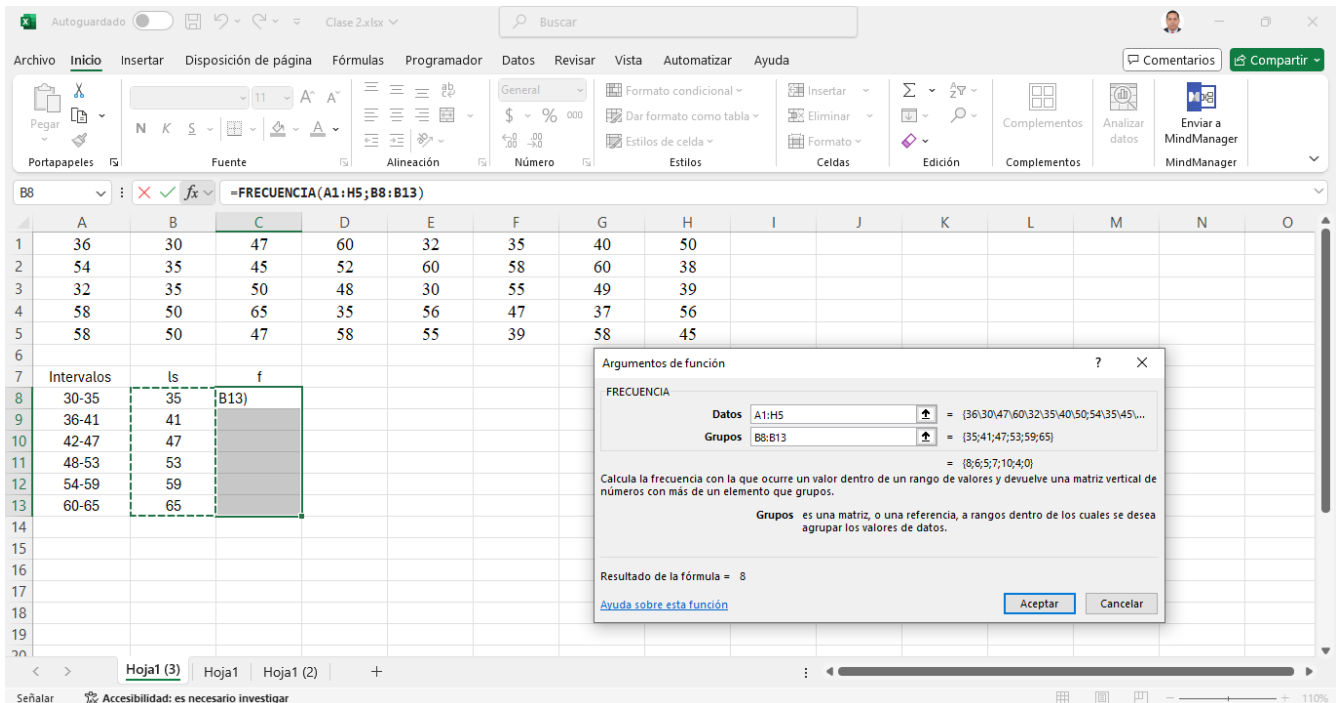 Autoguardado Clase 2.xlsx Buscar
Archivo Inicio Insertar Disposición de página Fórmulas Programador Datos Revisar Vista Automatizar Ayuda Comentarios Compartir
Pegar
Portapapeles
11 A A
N K S A
Fuente
ab
Alineación
General
$ % 000
Número
Formato condicional
Dar formato como tabla
Estilos de celda
Estilos
Insertar
Eliminar
Formato
Celdas
Edición
Complementos
Complementos
Analizar
datos
Enviar a
MindManager
MindManager
B8 fx =FRECUENCIA(A1:H5;B8:B13)
A B C D E F G H I J K L M N O
1 36 30 47 60 32 35 40 50
2 54 35 45 52 60 58 60 38
3 32 35 50 48 30 55 49 39
4 58 50 65 35 56 47 37 56
5 58 50 47 58 55 39 58 45
6
7 Intervalos ls f
8 30-35 35 B13)
9 36-41 41
10 42-47 47
11 48-53 53
12 54-59 59
13 60-65 65
14
15
16
17
18
19
20
Argumentos de función ? X
FRECUENCIA
Datos A1:H5 = {36\30\47\60\32\35\40\50;54\35\45\...
Grupos B8:B13 = {35;41;47;53;59;65}
= {8;6;5;7;10;4;0}
Calcula la frecuencia con la que ocurre un valor dentro de un rango de valores y devuelve una matriz vertical de
números con más de un elemento que grupos.
Grupos es una matriz, o una referencia, a rangos dentro de los cuales se desea
agrupar los valores de datos.
Resultado de la fórmula = 8
Ayuda sobre esta función Aceptar Cancelar
Hoja1 (3) Hoja1 Hoja1 (2) +
Señalar Accesibilidad: es necesario investigar 110%